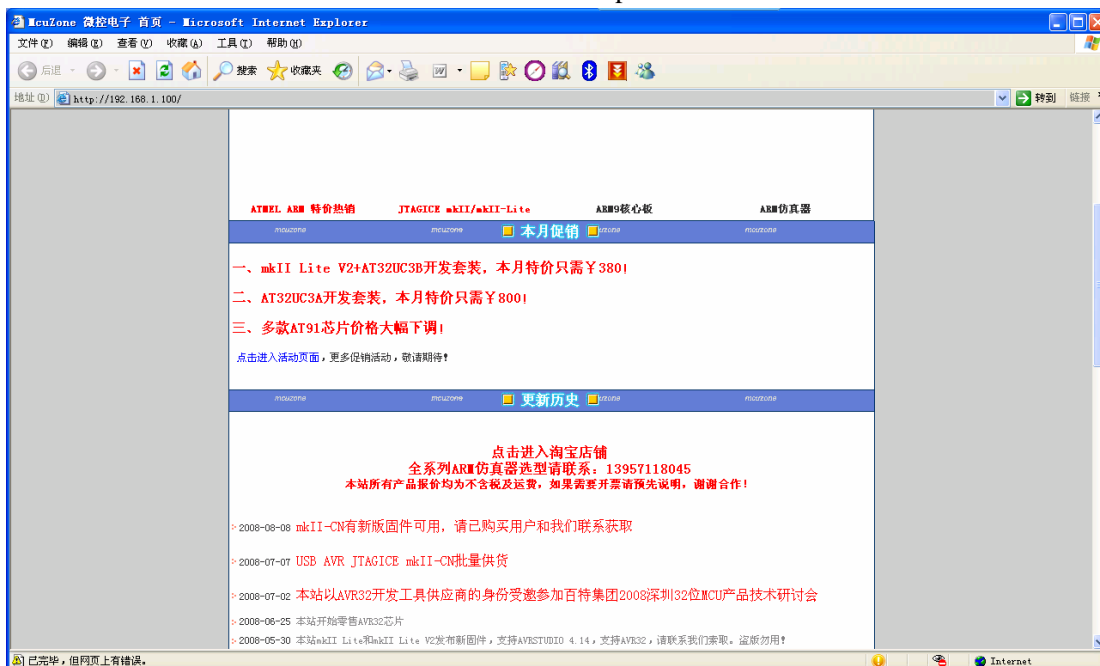 McuZone 微控电子 首页 - Microsoft Internet Explorer
文件(F) 编辑(E) 查看(V) 收藏(A) 工具(T) 帮助(H)
后退 搜索 收藏夹
地址(D) http://192.168.1.100/ 转到 链接
ATMEL ARM 特价热销 JTAGICE mkII/mkII-Lite ARM9核心板 ARM仿真器
mcuzone mcuzone 本月促销 mcuzone
一、mkII Lite V2+AT32UC3B开发套装，本月特价只需￥380!
二、AT32UC3A开发套装，本月特价只需￥800!
三、多款AT91芯片价格大幅下调!
点击进入活动页面，更多促销活动，敬请期待!
mcuzone mcuzone 更新历史 mcuzone
点击进入淘宝店铺
全系列ARM仿真器选型请联系：13957118045
本站所有产品报价均为不含税及运费，如果需要开票请预先说明，谢谢合作!
2008-08-08 mkII-CN有新版固件可用，请已购买用户和我们联系获取
2008-07-07 USB AVR JTAGICE mkII-CN批量供货
2008-07-02 本站以AVR32开发工具供应商的身份受邀参加百特集团2008深圳32位MCU产品技术研讨会
2008-06-25 本站开始零售AVR32芯片
2008-05-30 本站mkII Lite和mkII Lite V2发布新固件，支持AVRSTUDIO 4.14，支持AVR32，请联系我们索取。盗版勿用!
已完毕，但网页上有错误。 Internet